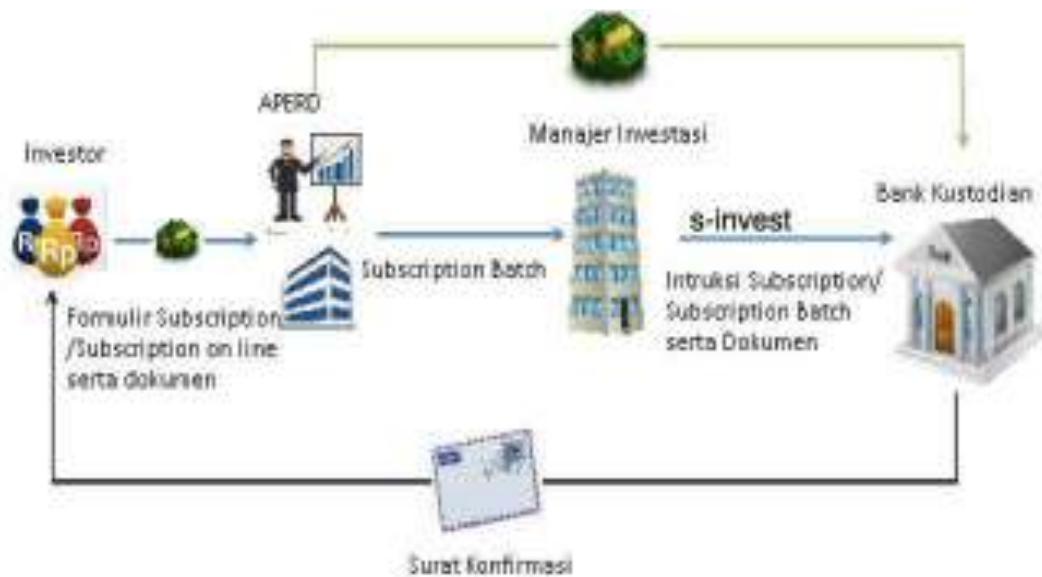 APERD
Manajer Investasi
Investor
Bank Kustodian
s-invest
Rp
Subscription Batch
Formulir Subscription
/Subscription on line
serta dokumen
Intruksi Subscription/
Subscription Batch
serta Dokumen
Surat Konfirmasi